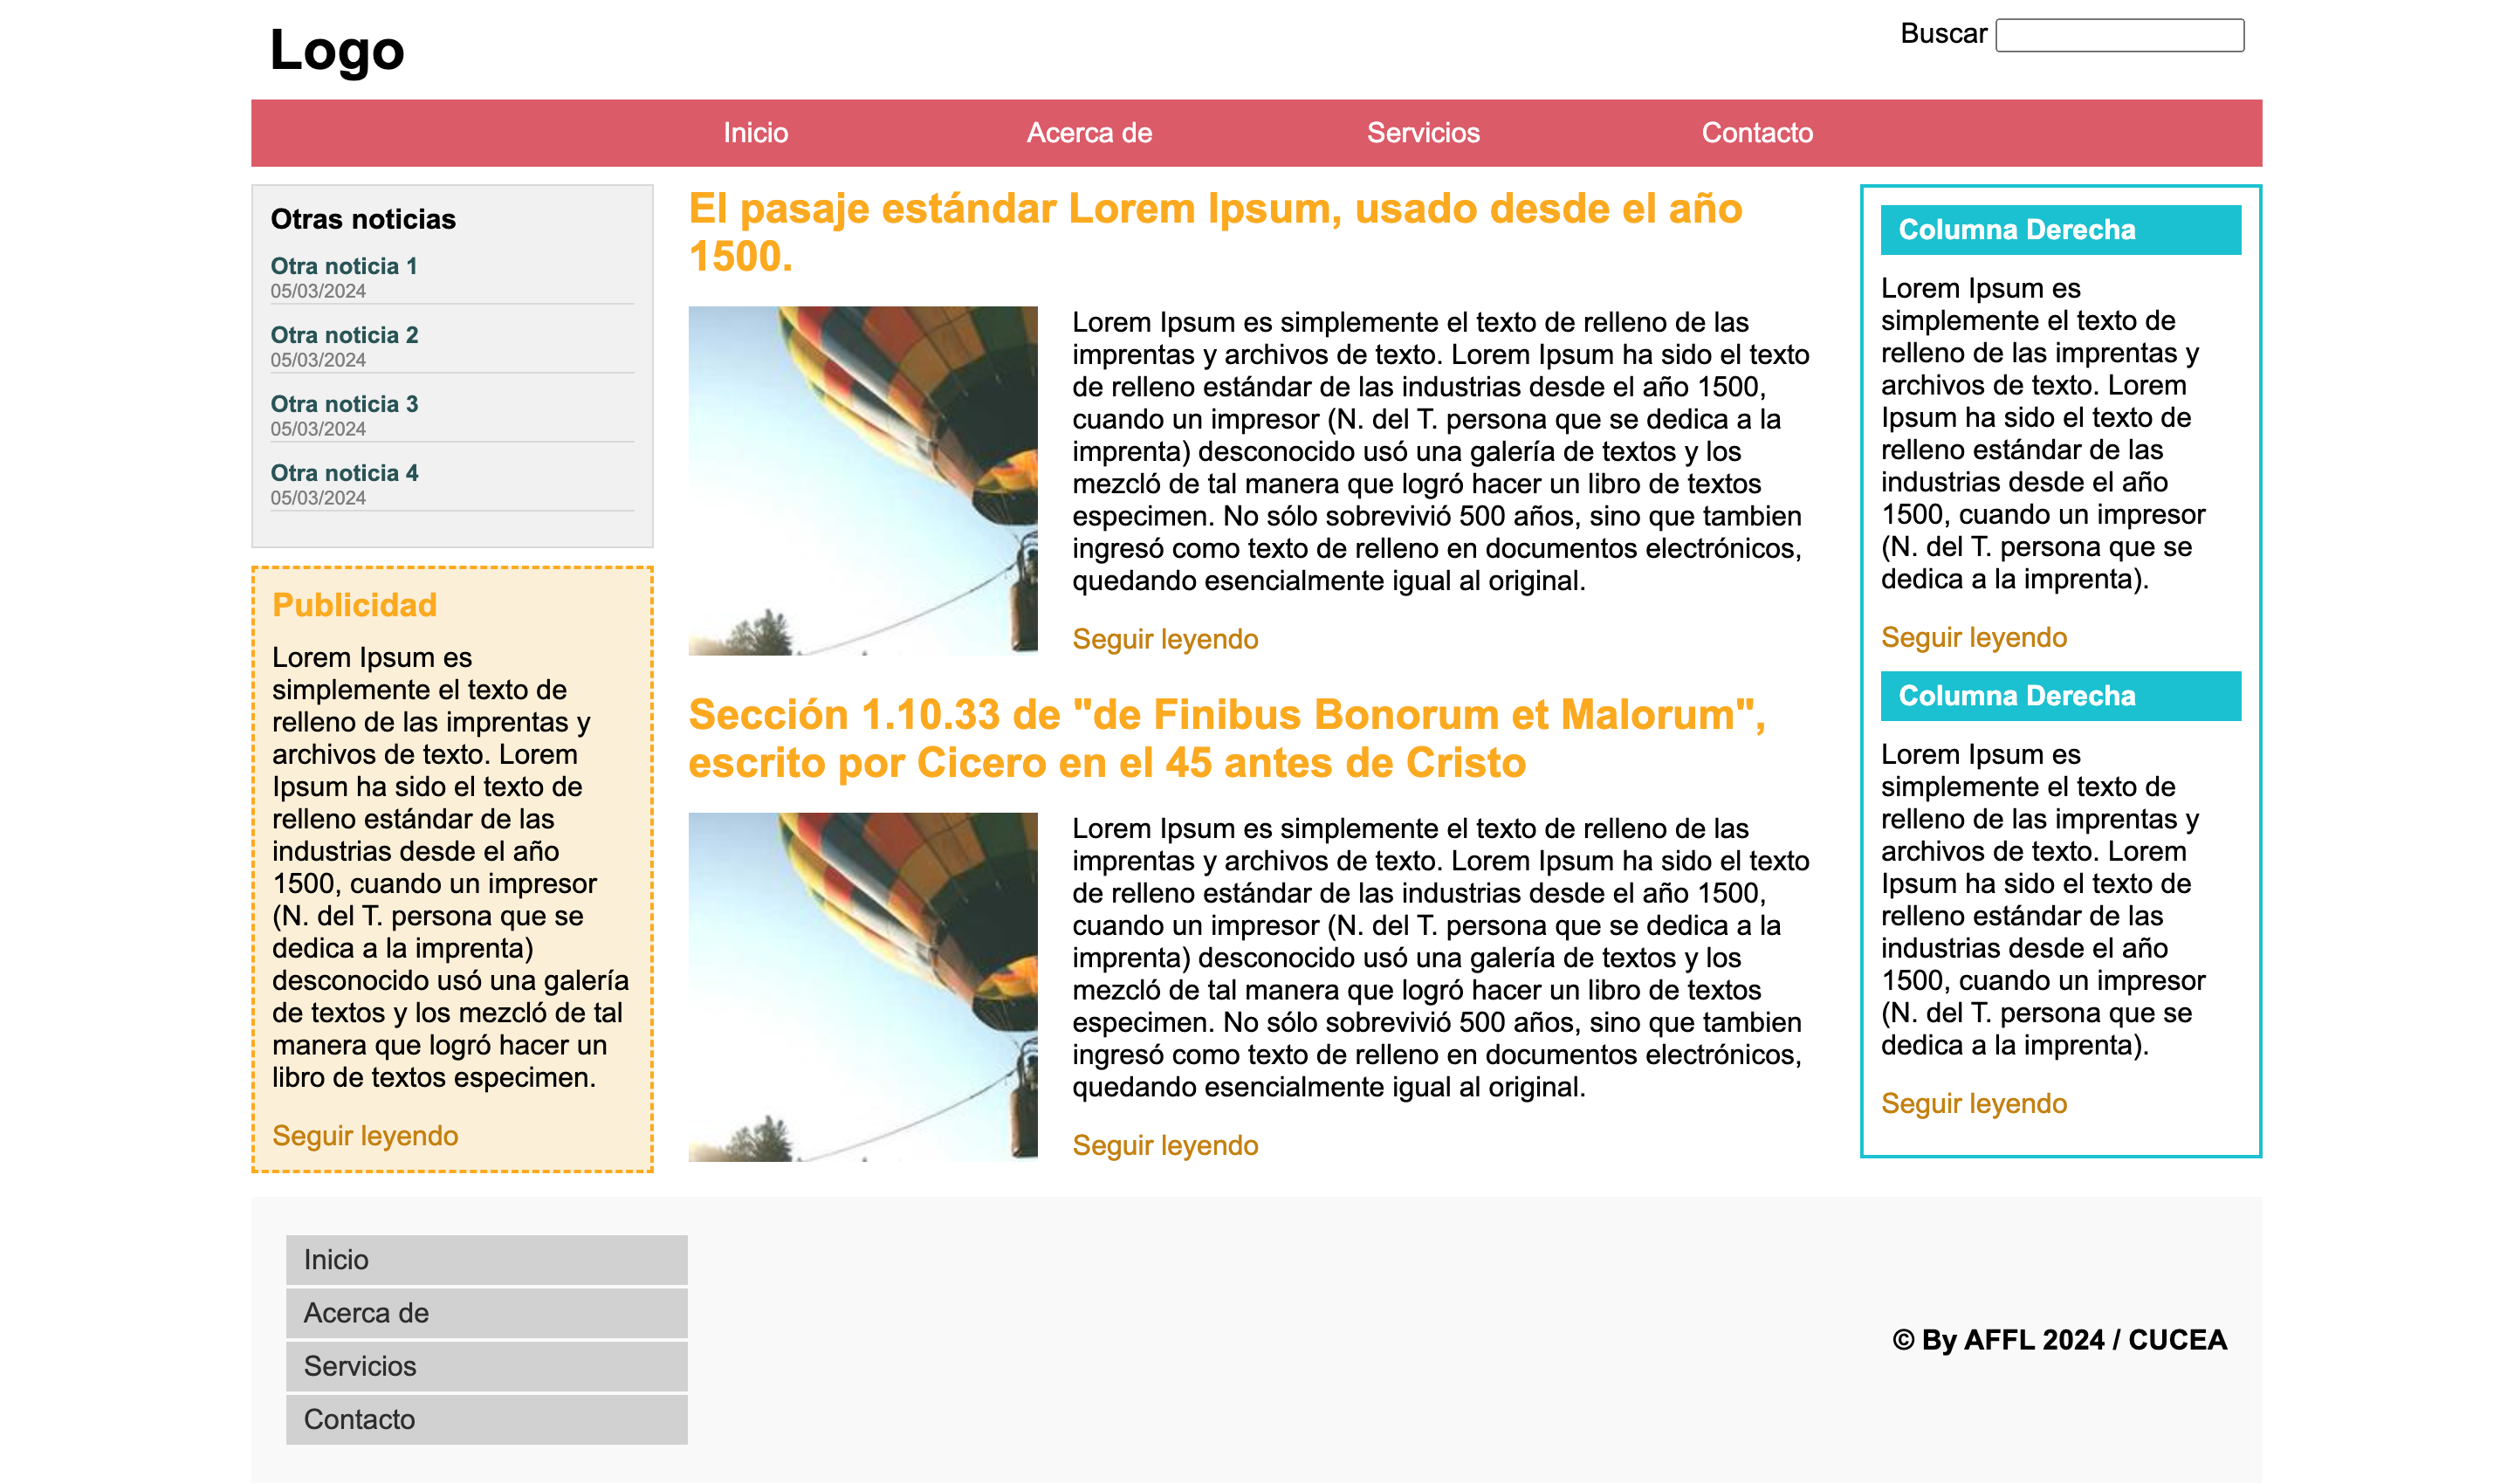 Logo
Buscar
Inicio
Acerca de
Servicios
Contacto
Otras noticias
Otra noticia 1
05/03/2024
Otra noticia 2
05/03/2024
Otra noticia 3
05/03/2024
Otra noticia 4
05/03/2024
Publicidad
Lorem Ipsum es
simplemente el texto de
relleno de las imprentas y
archivos de texto. Lorem
Ipsum ha sido el texto de
relleno estándar de las
industrias desde el año
1500, cuando un impresor
(N. del T. persona que se
dedica a la imprenta)
desconocido usó una galería
de textos y los mezcló de tal
manera que logró hacer un
libro de textos especimen.
Seguir leyendo
El pasaje estándar Lorem Ipsum, usado desde el año
1500.
Lorem Ipsum es simplemente el texto de relleno de las
imprentas y archivos de texto. Lorem Ipsum ha sido el texto
de relleno estándar de las industrias desde el año 1500,
cuando un impresor (N. del T. persona que se dedica a la
imprenta) desconocido usó una galería de textos y los
mezcló de tal manera que logró hacer un libro de textos
especimen. No sólo sobrevivió 500 años, sino que tambien
ingresó como texto de relleno en documentos electrónicos,
quedando esencialmente igual al original.
Seguir leyendo
Sección 1.10.33 de "de Finibus Bonorum et Malorum",
escrito por Cicero en el 45 antes de Cristo
Lorem Ipsum es simplemente el texto de relleno de las
imprentas y archivos de texto. Lorem Ipsum ha sido el texto
de relleno estándar de las industrias desde el año 1500,
cuando un impresor (N. del T. persona que se dedica a la
imprenta) desconocido usó una galería de textos y los
mezcló de tal manera que logró hacer un libro de textos
especimen. No sólo sobrevivió 500 años, sino que tambien
ingresó como texto de relleno en documentos electrónicos,
quedando esencialmente igual al original.
Seguir leyendo
Columna Derecha
Lorem Ipsum es
simplemente el texto de
relleno de las imprentas y
archivos de texto. Lorem
Ipsum ha sido el texto de
relleno estándar de las
industrias desde el año
1500, cuando un impresor
(N. del T. persona que se
dedica a la imprenta).
Seguir leyendo
Columna Derecha
Lorem Ipsum es
simplemente el texto de
relleno de las imprentas y
archivos de texto. Lorem
Ipsum ha sido el texto de
relleno estándar de las
industrias desde el año
1500, cuando un impresor
(N. del T. persona que se
dedica a la imprenta).
Seguir leyendo
Inicio
Acerca de
Servicios
Contacto
© By AFFL 2024 / CUCEA